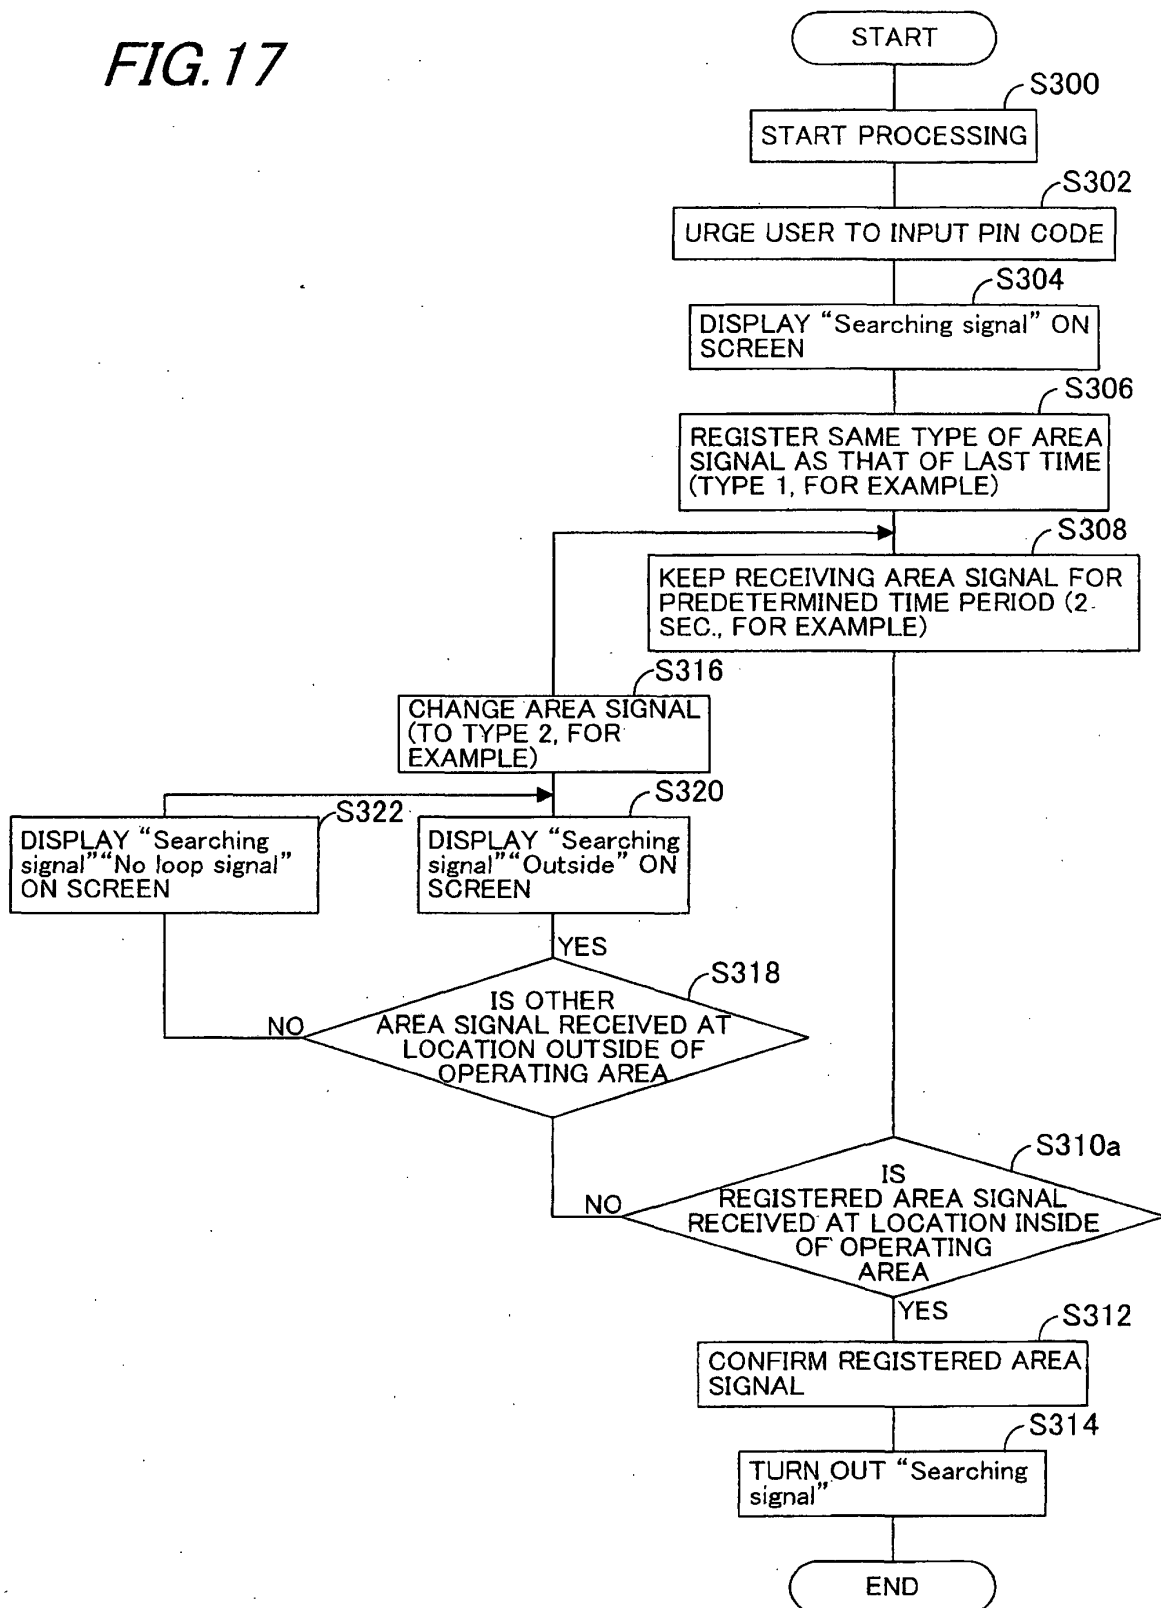 FIG.17
START
S300
START PROCESSING
S302
URGE USER TO INPUT PIN CODE
S304
DISPLAY “Searching signal” ON
SCREEN
S306
REGISTER SAME TYPE OF AREA
SIGNAL AS THAT OF LAST TIME
(TYPE 1, FOR EXAMPLE)
S308
KEEP RECEIVING AREA SIGNAL FOR
PREDETERMINED TIME PERIOD (2
SEC., FOR EXAMPLE)
S316
CHANGE AREA SIGNAL
(TO TYPE 2, FOR
EXAMPLE)
S322
DISPLAY “Searching
signal”“No loop signal”
ON SCREEN
S320
DISPLAY “Searching
signal”“Outside” ON
SCREEN
YES
S318
IS OTHER
AREA SIGNAL RECEIVED AT
LOCATION OUTSIDE OF
OPERATING AREA
NO
S310a
IS
REGISTERED AREA SIGNAL
RECEIVED AT LOCATION INSIDE
OF OPERATING
AREA
NO
YES
S312
CONFIRM REGISTERED AREA
SIGNAL
S314
TURN OUT “Searching
signal”
END